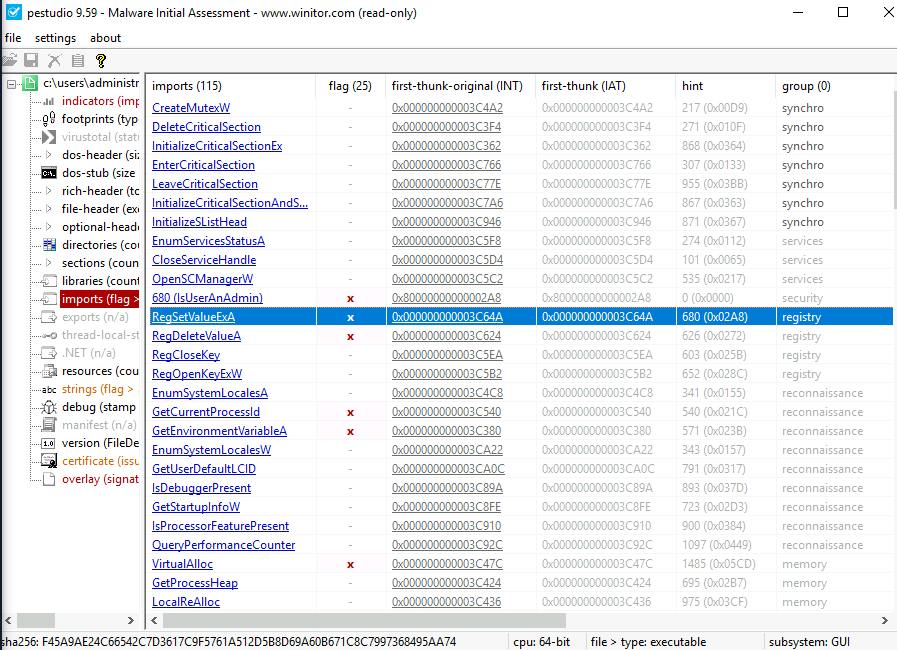 pestudio 9.59 - Malware Initial Assessment - www.winitor.com (read-only)
file settings about
c:\users\administr
indicators (imp
footprints (type
virustotal (statu
dos-header (siz
dos-stub (size
rich-header (to
file-header (exe
optional-heade
directories (cou
sections (coun
libraries (count
imports (flag >
exports (n/a)
thread-local-st
.NET (n/a)
resources (cou
abc strings (flag >
debug (stamp
manifest (n/a)
1.0 version (FileDe
certificate (issu
overlay (signat
imports (115) flag (25) first-thunk-original (INT) first-thunk (IAT) hint group (0)
CreateMutexW - 0x000000000003C4A2 0x000000000003C4A2 217 (0x00D9) synchro
DeleteCriticalSection - 0x000000000003C3F4 0x000000000003C3F4 271 (0x010F) synchro
InitializeCriticalSectionEx - 0x000000000003C362 0x000000000003C362 868 (0x0364) synchro
EnterCriticalSection - 0x000000000003C766 0x000000000003C766 307 (0x0133) synchro
LeaveCriticalSection - 0x000000000003C77E 0x000000000003C77E 955 (0x03BB) synchro
InitializeCriticalSectionAndS... - 0x000000000003C7A6 0x000000000003C7A6 867 (0x0363) synchro
InitializeSListHead - 0x000000000003C946 0x000000000003C946 871 (0x0367) synchro
EnumServicesStatusA - 0x000000000003C5F8 0x000000000003C5F8 274 (0x0112) services
CloseServiceHandle - 0x000000000003C5D4 0x000000000003C5D4 101 (0x0065) services
OpenSCManagerW - 0x000000000003C5C2 0x000000000003C5C2 535 (0x0217) services
680 (IsUserAnAdmin) x 0x80000000000002A8 0x80000000000002A8 0 (0x0000) security
RegSetValueExA x 0x000000000003C64A 0x000000000003C64A 680 (0x02A8) registry
RegDeleteValueA x 0x000000000003C624 0x000000000003C624 626 (0x0272) registry
RegCloseKey - 0x000000000003C5EA 0x000000000003C5EA 603 (0x025B) registry
RegOpenKeyExW - 0x000000000003C5B2 0x000000000003C5B2 652 (0x028C) registry
EnumSystemLocalesA - 0x000000000003C4C8 0x000000000003C4C8 341 (0x0155) reconnaissance
GetCurrentProcessId x 0x000000000003C540 0x000000000003C540 540 (0x021C) reconnaissance
GetEnvironmentVariableA x 0x000000000003C380 0x000000000003C380 571 (0x023B) reconnaissance
EnumSystemLocalesW - 0x000000000003CA22 0x000000000003CA22 343 (0x0157) reconnaissance
GetUserDefaultLCID - 0x000000000003CA0C 0x000000000003CA0C 791 (0x0317) reconnaissance
IsDebuggerPresent - 0x000000000003C89A 0x000000000003C89A 893 (0x037D) reconnaissance
GetStartupInfoW - 0x000000000003C8FE 0x000000000003C8FE 723 (0x02D3) reconnaissance
IsProcessorFeaturePresent - 0x000000000003C910 0x000000000003C910 900 (0x0384) reconnaissance
QueryPerformanceCounter - 0x000000000003C92C 0x000000000003C92C 1097 (0x0449) reconnaissance
VirtualAlloc x 0x000000000003C47C 0x000000000003C47C 1485 (0x05CD) memory
GetProcessHeap - 0x000000000003C424 0x000000000003C424 695 (0x02B7) memory
LocalReAlloc - 0x000000000003C436 0x000000000003C436 975 (0x03CF) memory
sha256: F45A9AE24C66542C7D3617C9F5761A512D5B8D69A60B671C8C7997368495AA74 cpu: 64-bit file > type: executable subsystem: GUI